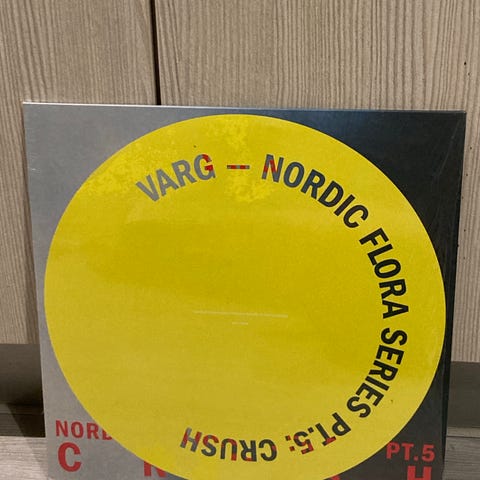 VARG — NORDIC FLORA SERIES PT.5: CRUSH
NORD
PT.5
C
H